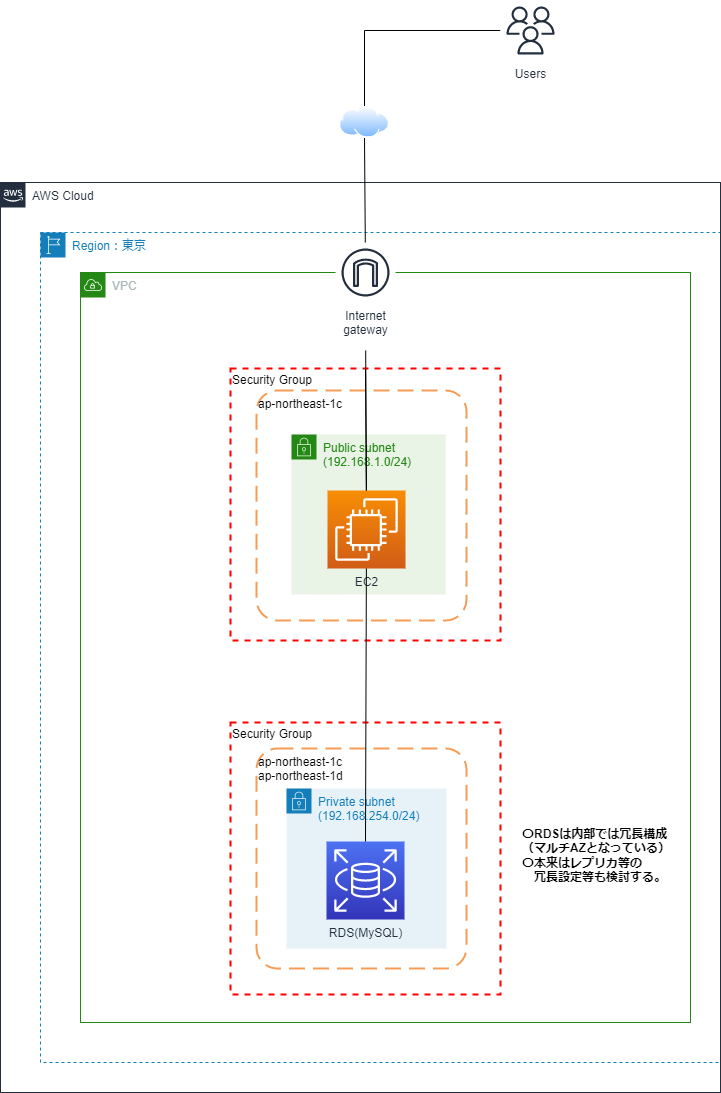 Users
aws
AWS Cloud
Region：東京
VPC
Internet
gateway
Security Group
ap-northeast-1c
Public subnet
(192.168.1.0/24)
EC2
Security Group
ap-northeast-1c
ap-northeast-1d
Private subnet
(192.168.254.0/24)
RDS(MySQL)
〇RDSは内部では冗長構成
（マルチAZとなっている）
〇本来はレプリカ等の
冗長設定等も検討する。